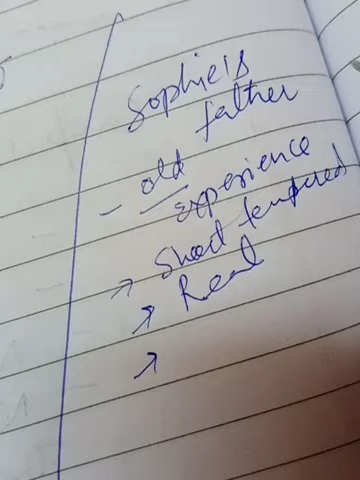 Sophie's
father
- old
experience
→ Short tempered
→ Real
→